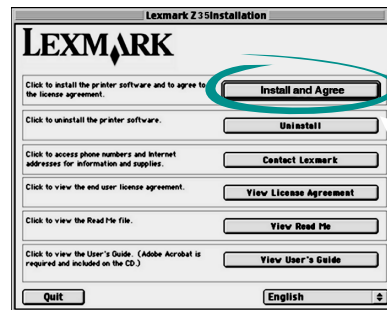 Lexmark Z35Installation
LEXMARK
Click to install the printer software and to agree to
the license agreement.
Install and Agree
Click to uninstall the printer software.
Uninstall
Click to access phone numbers and Internet
addresses for information and supplies.
Contact Lexmark
Click to view the end user license agreement.
View License Agreement
Click to view the Read Me file.
View Read Me
Click to view the User's Guide. (Adobe Acrobat is
required and included on the CD.)
View User's Guide
Quit
English